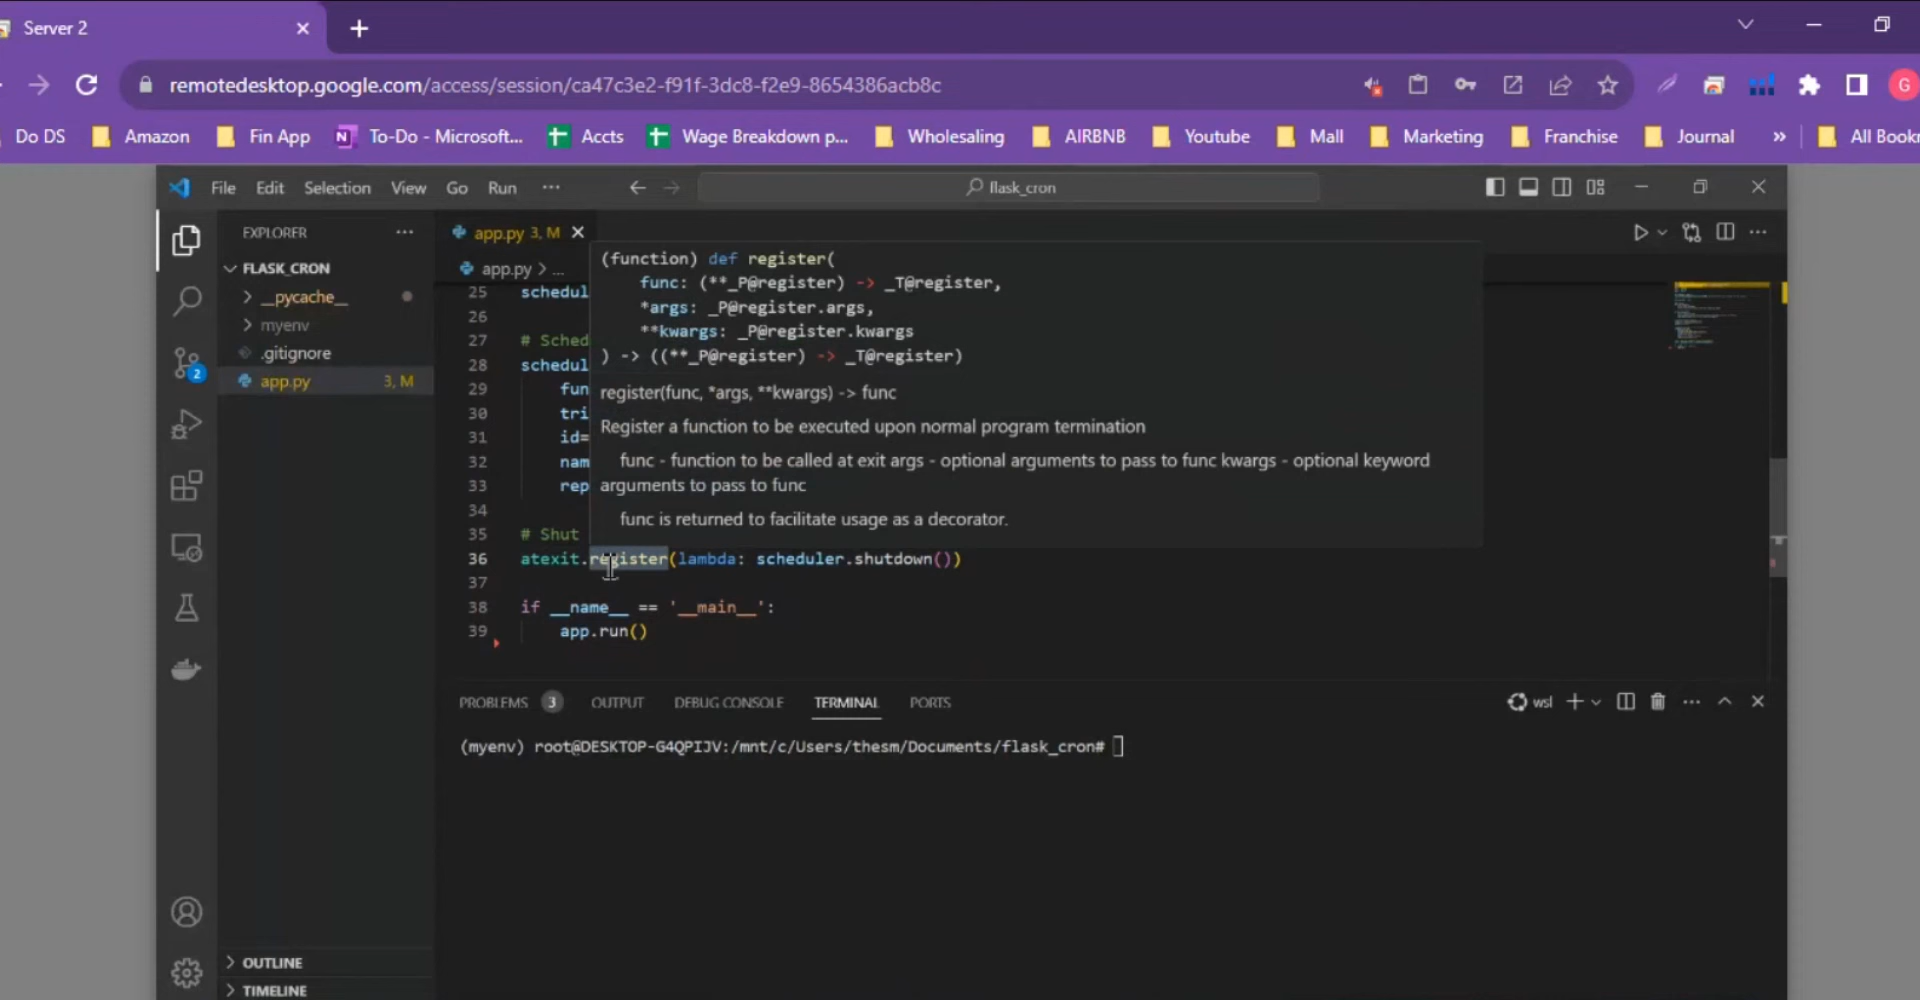 Server 2
remotedesktop.google.com/access/session/ca47c3e2-f91f-3dc8-f2e9-8654386acb8c
G
Do DS Amazon Fin App To-Do - Microsoft... Accts Wage Breakdown p... Wholesaling AIRBNB Youtube Mall Marketing Franchise Journal » All Bookr
File Edit Selection View Go Run ··· flask_cron
EXPLORER ···
FLASK_CRON
__pycache__
myenv
.gitignore
app.py 3, M
2
OUTLINE
TIMELINE
app.py 3, M
app.py > ...
(function) def register(
func: (**_P@register) -> _T@register,
*args: _P@register.args,
**kwargs: _P@register.kwargs
) -> ((**_P@register) -> _T@register)
register(func, *args, **kwargs) -> func
Register a function to be executed upon normal program termination
func - function to be called at exit args - optional arguments to pass to func kwargs - optional keyword
arguments to pass to func
func is returned to facilitate usage as a decorator.
25 schedul
26
27 # Sched
28 schedul
29 fun
30 tri
31 id=
32 nam
33 rep
34
35 # Shut
36 atexit.register(lambda: scheduler.shutdown())
37
38 if __name__ == '__main__':
39 app.run()
PROBLEMS 3 OUTPUT DEBUG CONSOLE TERMINAL PORTS wsl
(myenv) root@DESKTOP-G4QPIJV:/mnt/c/Users/thesm/Documents/flask_cron#